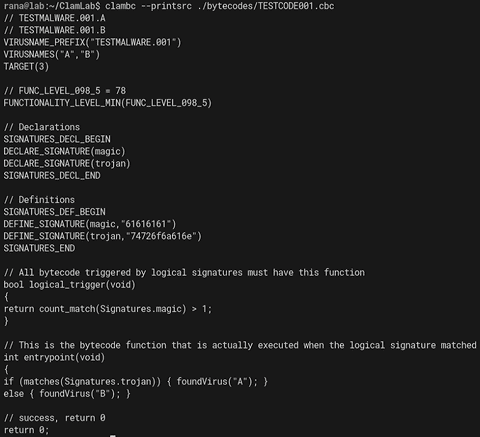 rana@lab:~/ClamLab$ clambc --printsrc ./bytecodes/TESTCODE001.cbc
// TESTMALWARE.001.A
// TESTMALWARE.001.B
VIRUSNAME_PREFIX("TESTMALWARE.001")
VIRUSNAMES("A","B")
TARGET(3)
// FUNC_LEVEL_098_5 = 78
FUNCTIONALITY_LEVEL_MIN(FUNC_LEVEL_098_5)
// Declarations
SIGNATURES_DECL_BEGIN
DECLARE_SIGNATURE(magic)
DECLARE_SIGNATURE(trojan)
SIGNATURES_DECL_END
// Definitions
SIGNATURES_DEF_BEGIN
DEFINE_SIGNATURE(magic,"61616161")
DEFINE_SIGNATURE(trojan,"74726f6a616e")
SIGNATURES_END
// All bytecode triggered by logical signatures must have this function
bool logical_trigger(void)
{
return count_match(Signatures.magic) > 1;
}
// This is the bytecode function that is actually executed when the logical signature matched
int entrypoint(void)
{
if (matches(Signatures.trojan)) { foundVirus("A"); }
else { foundVirus("B"); }
// success, return 0
return 0;